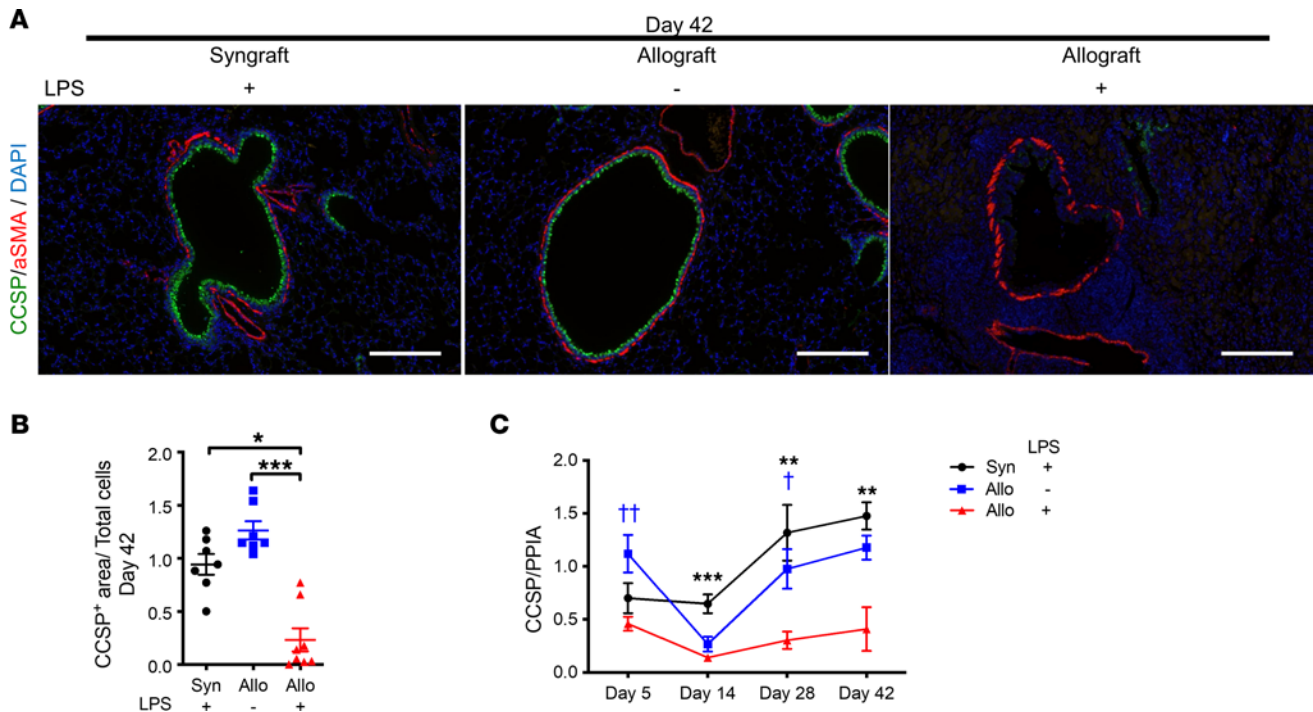 A
Day 42
Syngraft Allograft Allograft
LPS + - +
CCSP/aSMA / DAPI
B
CCSP+ area/ Total cells
Day 42
2.0
1.5
1.0
0.5
0.0
*
***
Syn Allo Allo
LPS + - +
C
CCSP/PPIA
2.0
1.5
1.0
0.5
0.0
††
***
**
†
**
Day 5 Day 14 Day 28 Day 42
LPS
Syn +
Allo -
Allo +